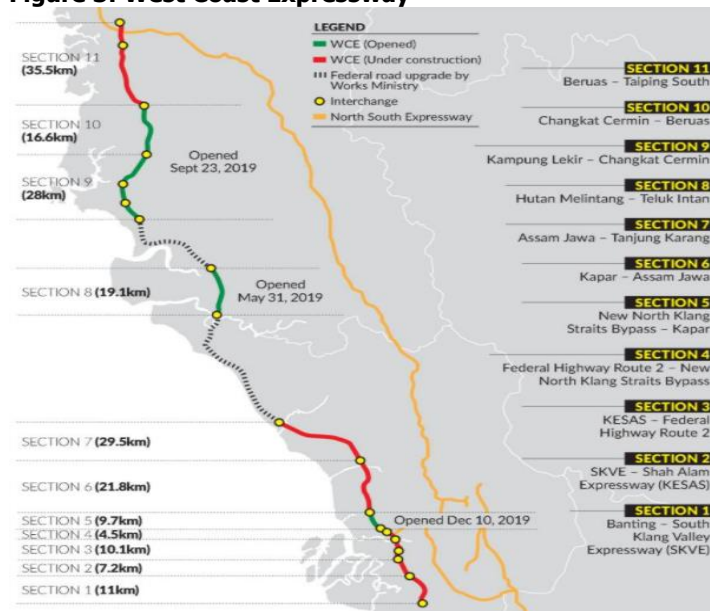 Figure 3: West Coast Expressway
LEGEND
WCE (Opened)
WCE (Under construction)
Federal road upgrade by
Works Ministry
Interchange
North South Expressway
SECTION 11
(35.5km)
SECTION 10
(16.6km)
SECTION 9
(28km)
SECTION 8 (19.1km)
SECTION 7 (29.5km)
SECTION 6 (21.8km)
SECTION 5 (9.7km)
SECTION 4 (4.5km)
SECTION 3 (10.1km)
SECTION 2 (7.2km)
SECTION 1 (11km)
Opened
Sept 23, 2019
Opened
May 31, 2019
Opened Dec 10, 2019
SECTION 11
Beruas – Taiping South
SECTION 10
Changkat Cermin – Beruas
SECTION 9
Kampung Lekir – Changkat Cermin
SECTION 8
Hutan Melintang – Teluk Intan
SECTION 7
Assam Jawa – Tanjung Karang
SECTION 6
Kapar – Assam Jawa
SECTION 5
New North Klang
Straits Bypass – Kapar
SECTION 4
Federal Highway Route 2 – New
North Klang Straits Bypass
SECTION 3
KESAS – Federal
Highway Route 2
SECTION 2
SKVE – Shah Alam
Expressway (KESAS)
SECTION 1
Banting – South
Klang Valley
Expressway (SKVE)